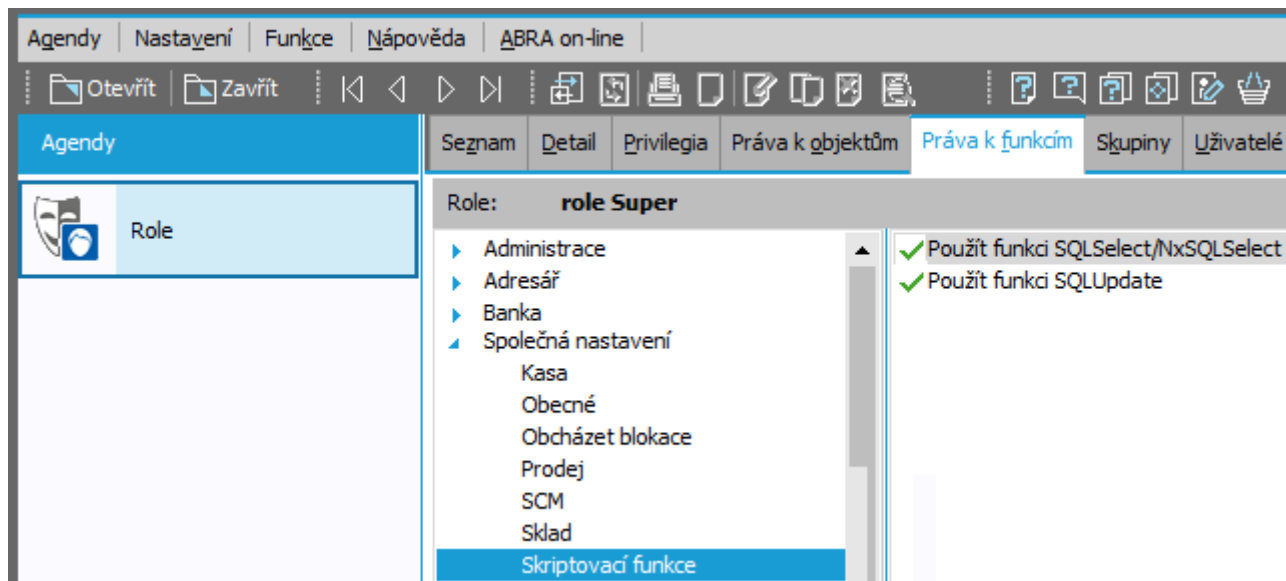 Agendy Nastavení Funkce Nápověda ABRA on-line
Otevřít Zavřít
Agendy
Role
Seznam Detail Privilegia Práva k objektům Práva k funkcím Skupiny Uživatelé
Role: role Super
Administrace
Adresář
Banka
Společná nastavení
Kasa
Obecné
Obcházet blokace
Prodej
SCM
Sklad
Skriptovací funkce
Použít funkci SQLSelect/NxSQLSelect
Použít funkci SQLUpdate